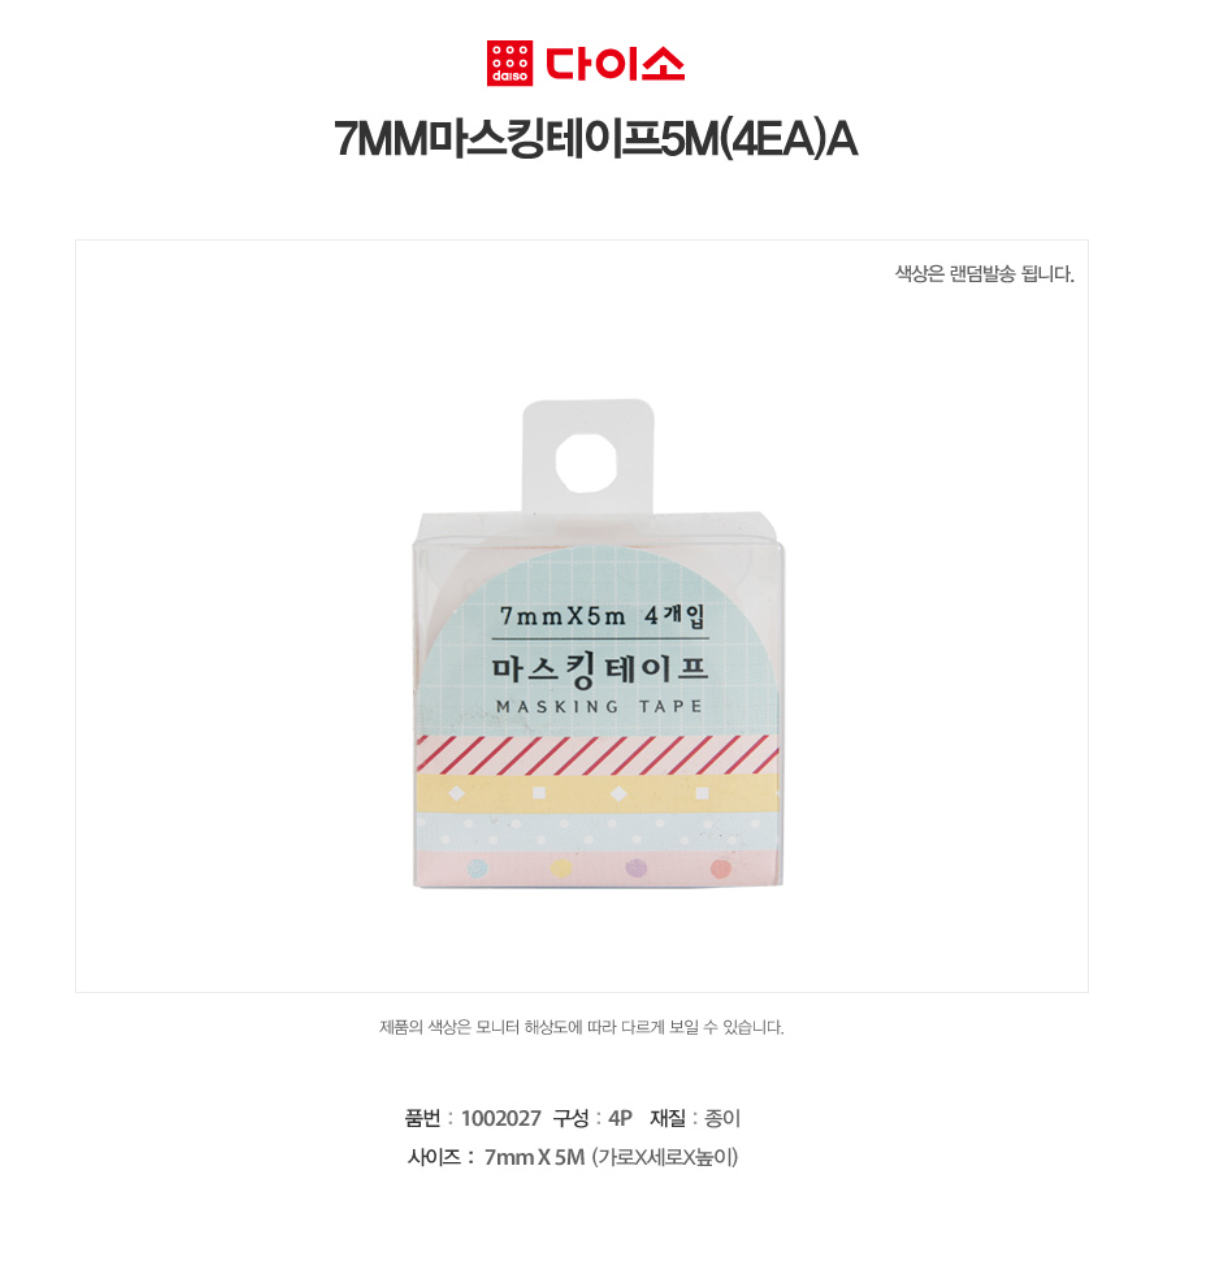 daiso 다이소
7MM마스킹테이프5M(4EA)A
색상은 랜덤발송 됩니다.
7mmX5m 4개입
마스킹테이프
MASKING TAPE
제품의 색상은 모니터 해상도에 따라 다르게 보일 수 있습니다.
품번 : 1002027 구성 : 4P 재질 : 종이
사이즈 : 7mm X 5M (가로X세로X높이)